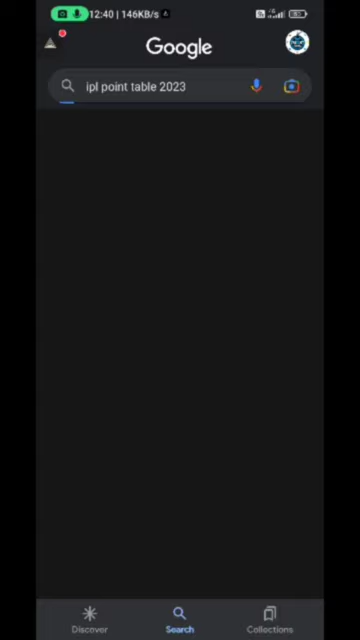 12:40 | 146KB/s
Google
ipl point table 2023
Discover
Search
Collections